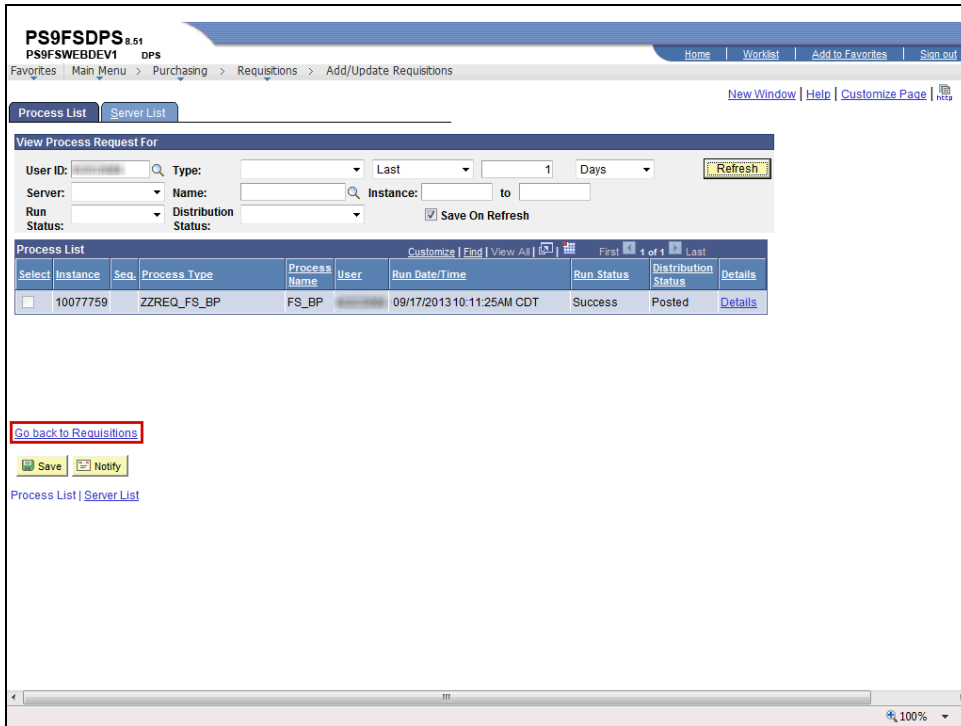 PS9FSDPS 8.51
PS9FSWEBDEV1 DPS
Home | Worklist | Add to Favorites | Sign out
Favorites Main Menu > Purchasing > Requisitions > Add/Update Requisitions
New Window | Help | Customize Page | http
Process List Server List
View Process Request For
User ID: Type: Last 1 Days Refresh
Server: Name: Instance: to
Run Status: Distribution Status: Save On Refresh
Process List Customize | Find | View All | First 1 of 1 Last
Select Instance Seq. Process Type Process Name User Run Date/Time Run Status Distribution Status Details
10077759 ZZREQ_FS_BP FS_BP 09/17/2013 10:11:25AM CDT Success Posted Details
Go back to Requisitions
Save Notify
Process List | Server List
100%